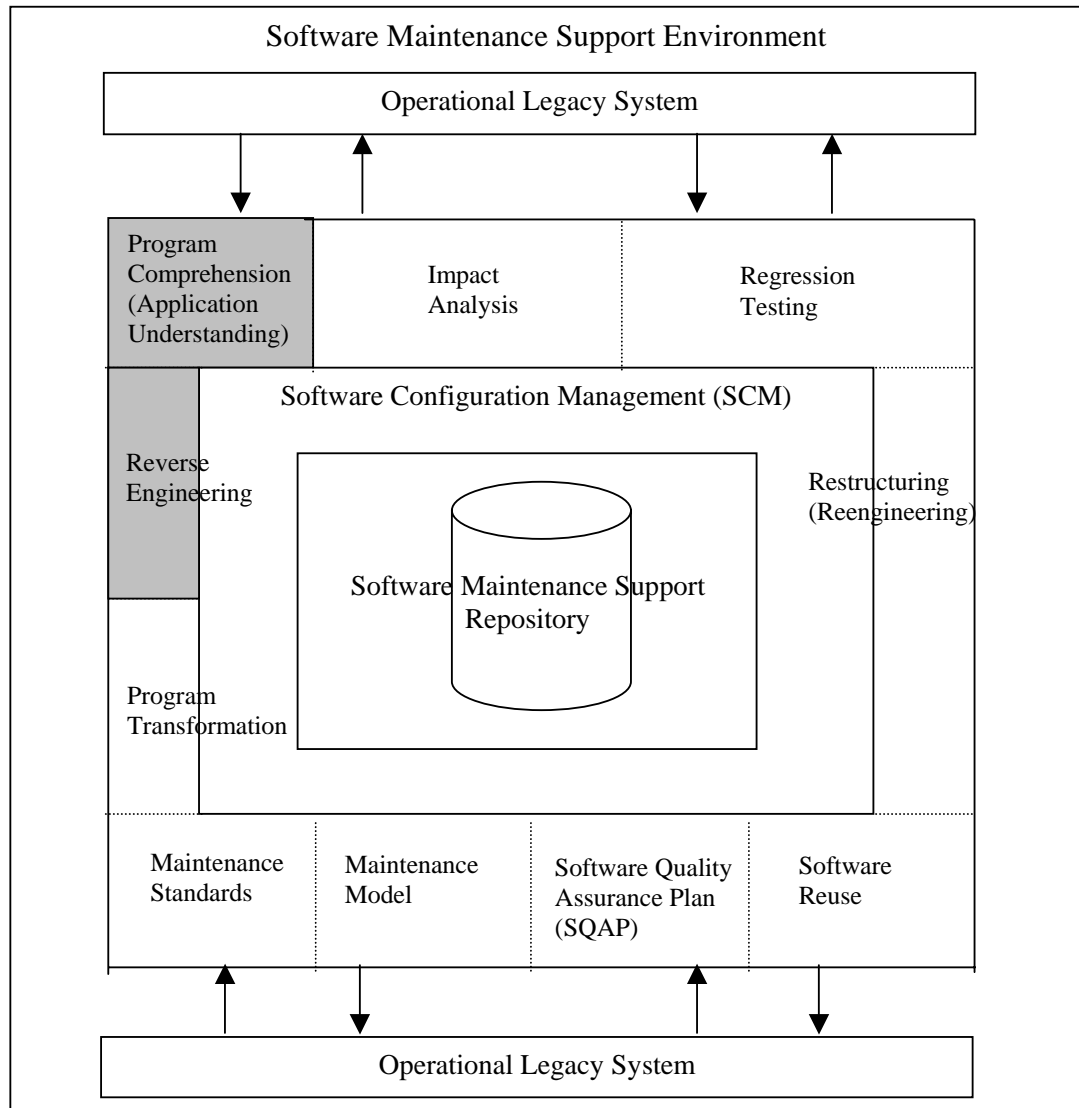 Software Maintenance Support Environment
Operational Legacy System
Program
Comprehension
(Application
Understanding)
Impact
Analysis
Regression
Testing
Software Configuration Management (SCM)
Reverse
Engineering
Restructuring
(Reengineering)
Software Maintenance Support
Repository
Program
Transformation
Maintenance
Standards
Maintenance
Model
Software Quality
Assurance Plan
(SQAP)
Software
Reuse
Operational Legacy System